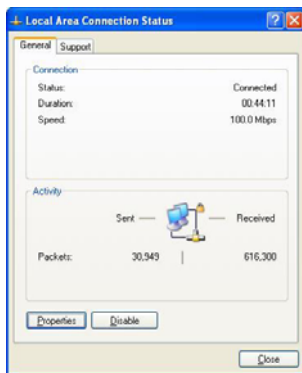 Local Area Connection Status
General Support
Connection
Status: Connected
Duration: 00:44:11
Speed: 100.0 Mbps
Activity
Sent — — Received
Packets: 30,949 | 616,300
Properties Disable
Close